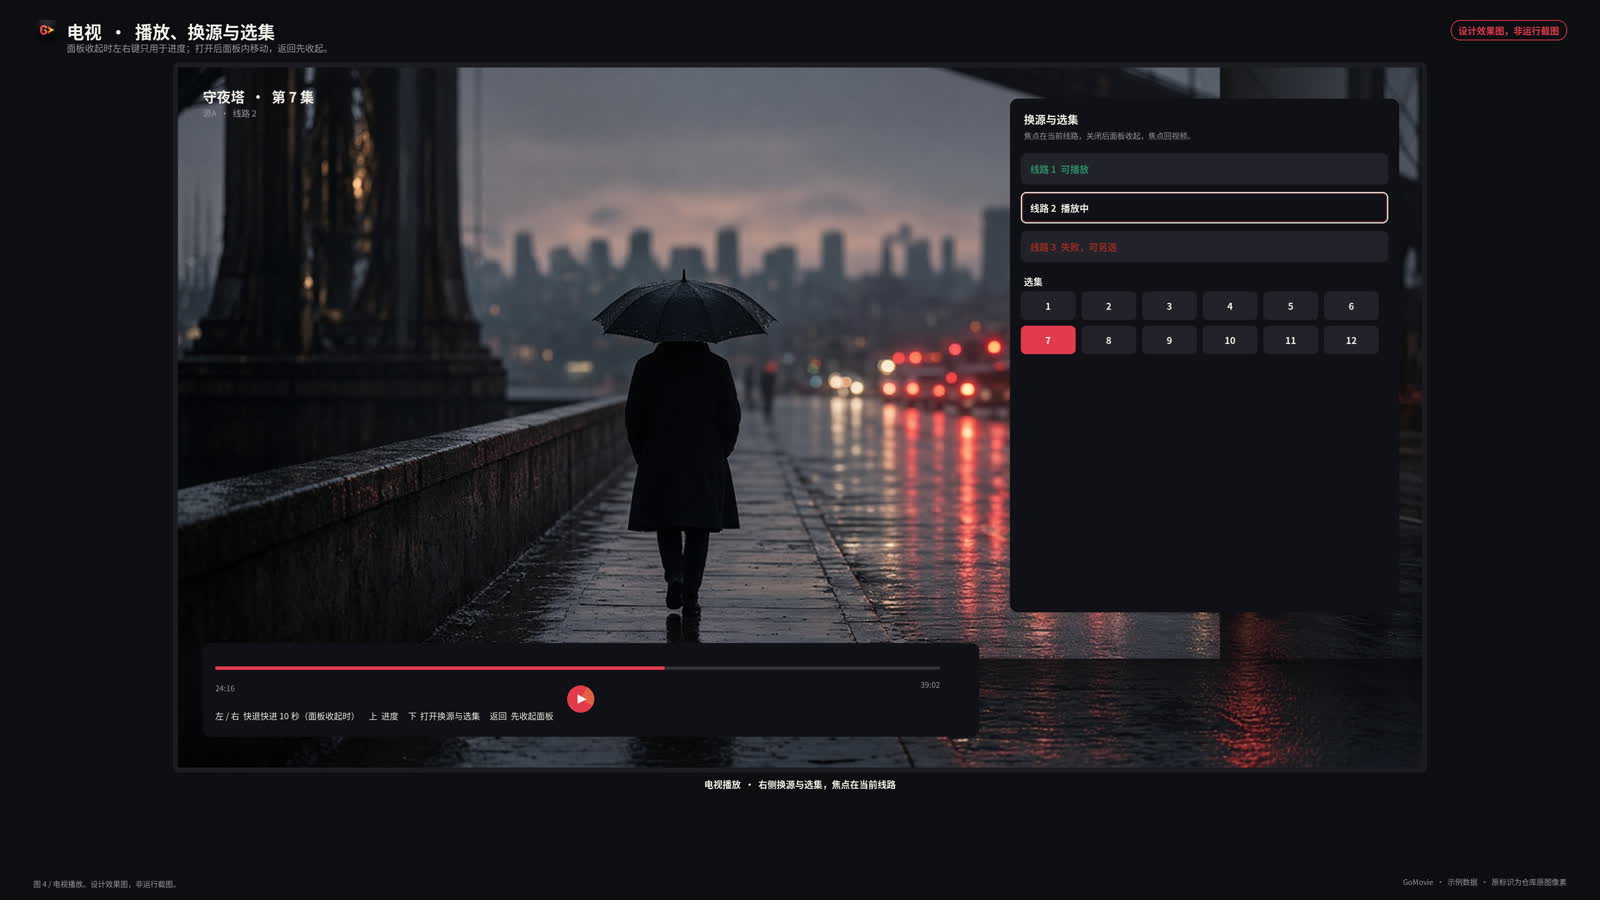 电视 · 播放、换源与选集
面板收起时左右键只用于进度；打开后面板内移动，返回先收起。
设计效果图，非运行截图
守夜塔 · 第 7 集
源A · 线路 2
换源与选集
焦点在当前线路，关闭后面板收起，焦点回视频。
线路 1 可播放
线路 2 播放中
线路 3 失败，可另选
选集
1 2 3 4 5 6
7 8 9 10 11 12
24:16
39:02
左 / 右 快退快进 10 秒（面板收起时） 上 进度 下 打开换源与选集 返回 先收起面板
电视播放 · 右侧换源与选集，焦点在当前线路
图 4 / 电视播放。设计效果图，非运行截图。
GoMovie · 示例数据 · 原标识为仓库原图像素